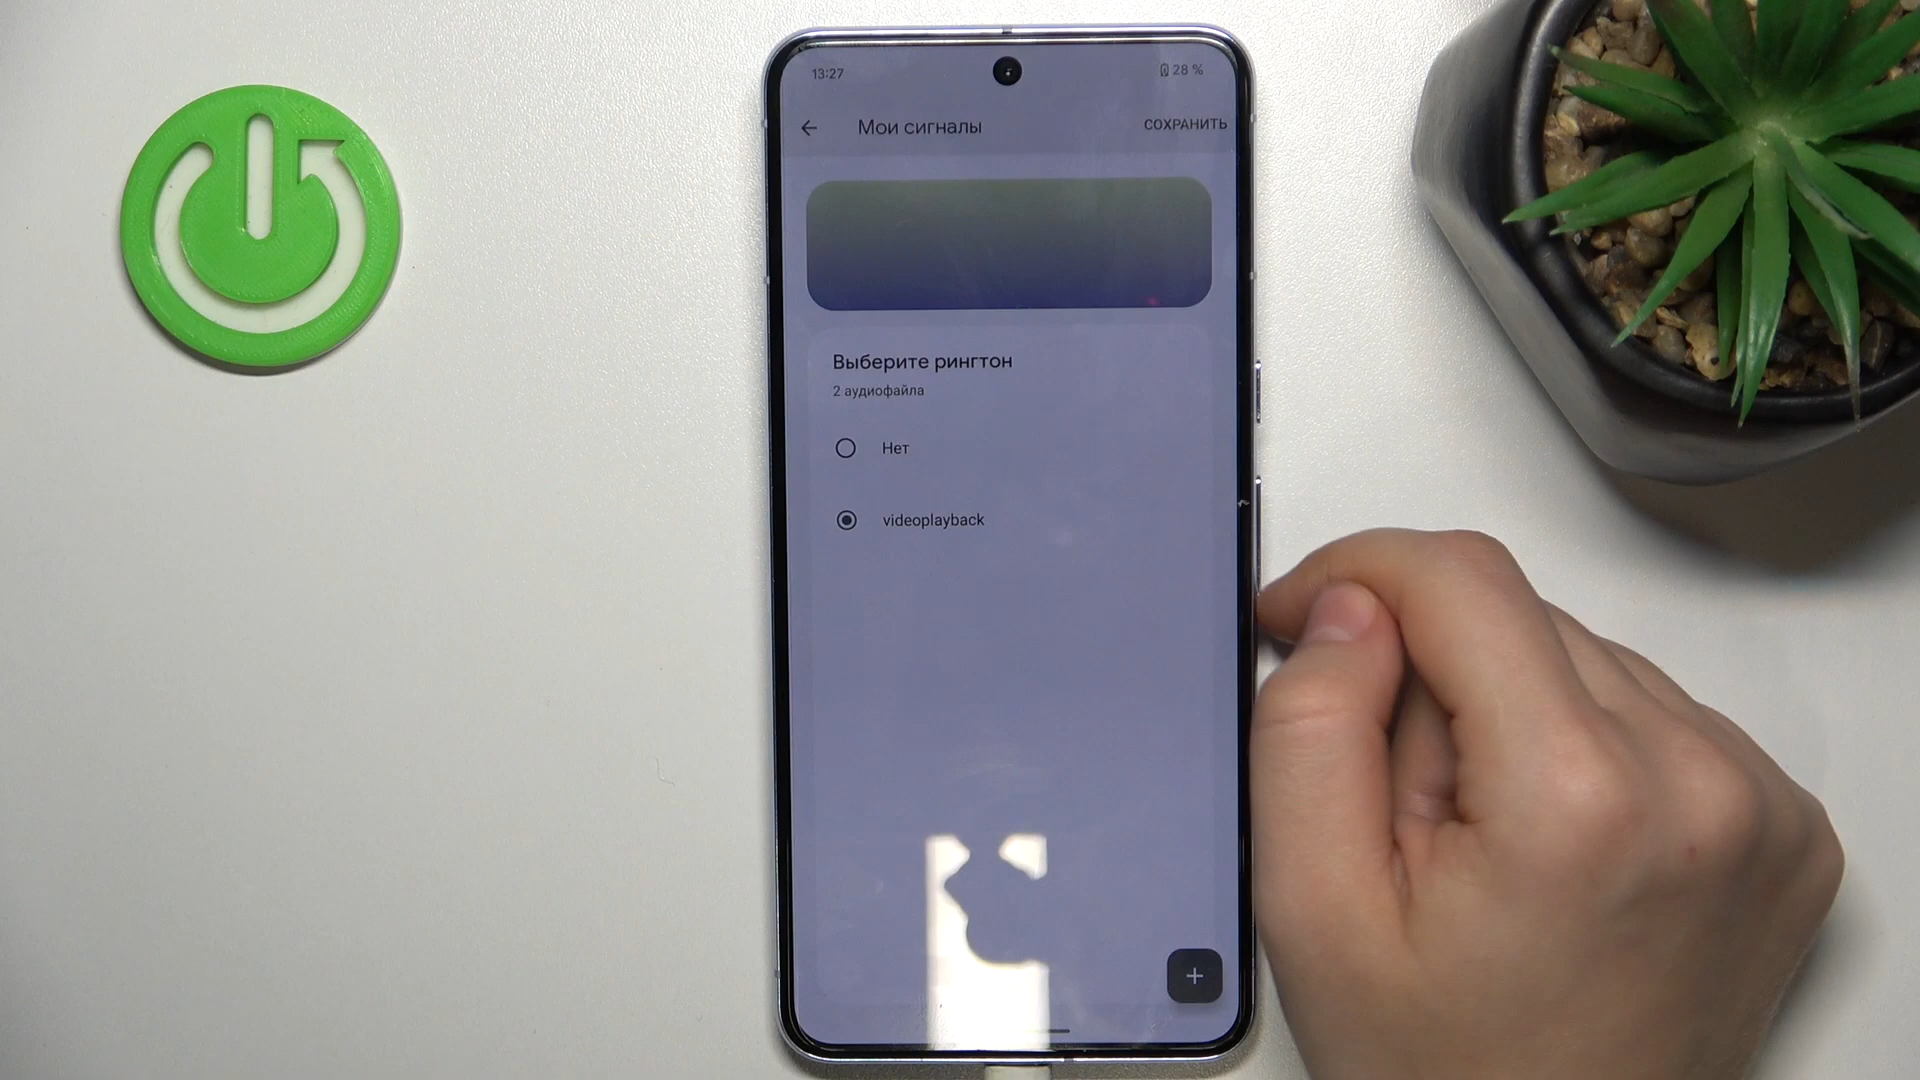 13:27
28 %
Мои сигналы
СОХРАНИТЬ
Выберите рингтон
2 аудиофайла
Нет
videoplayback